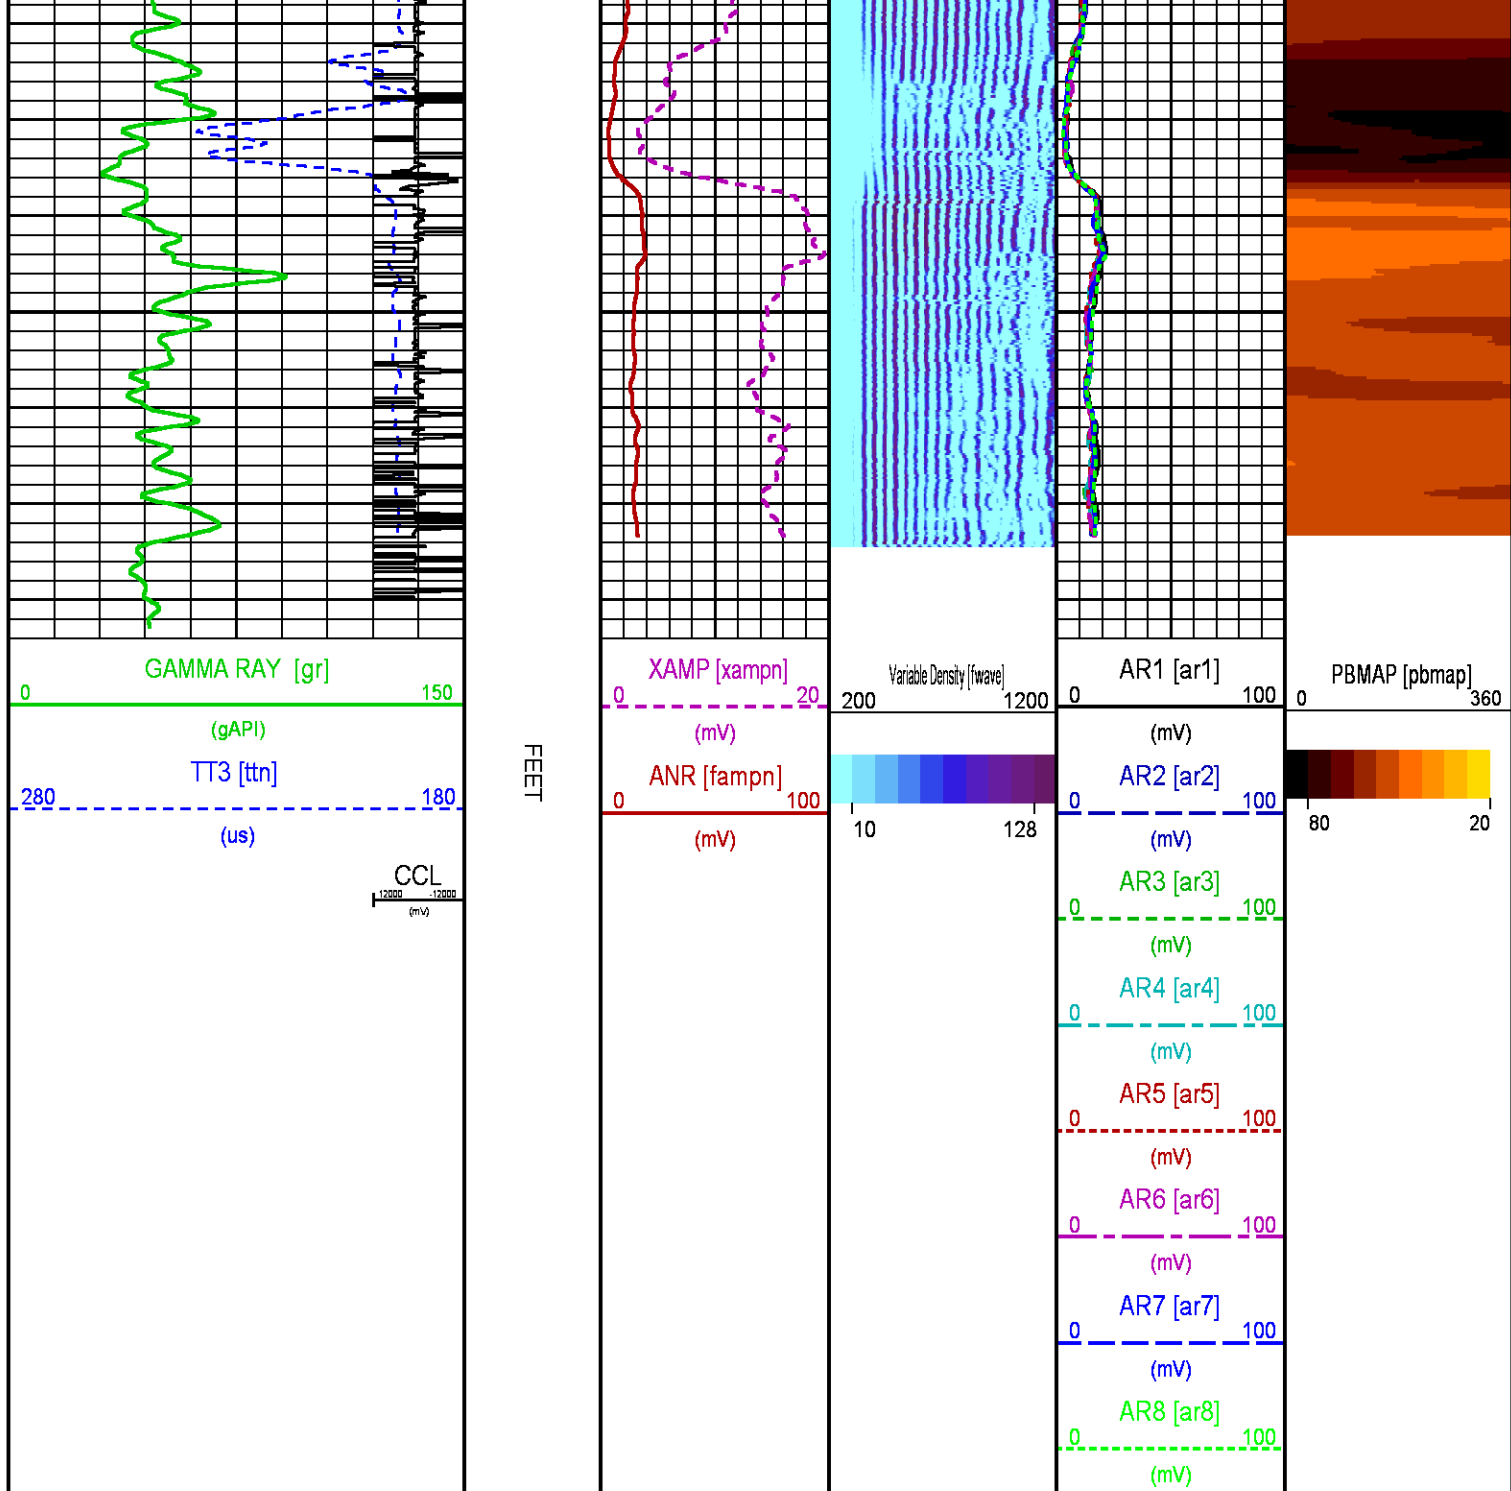 GAMMA RAY [gr]
0 150
(gAPI)
TT3 [ttn]
280 180
(us)
CCL
12000 -12000
(mV)
FEET
XAMP [xampn]
0 20
(mV)
ANR [fampn]
0 100
(mV)
Variable Density [fwave]
200 1200
10 128
AR1 [ar1]
0 100
(mV)
AR2 [ar2]
0 100
(mV)
AR3 [ar3]
0 100
(mV)
AR4 [ar4]
0 100
(mV)
AR5 [ar5]
0 100
(mV)
AR6 [ar6]
0 100
(mV)
AR7 [ar7]
0 100
(mV)
AR8 [ar8]
0 100
(mV)
PBMAP [pbmap]
0 360
80 20